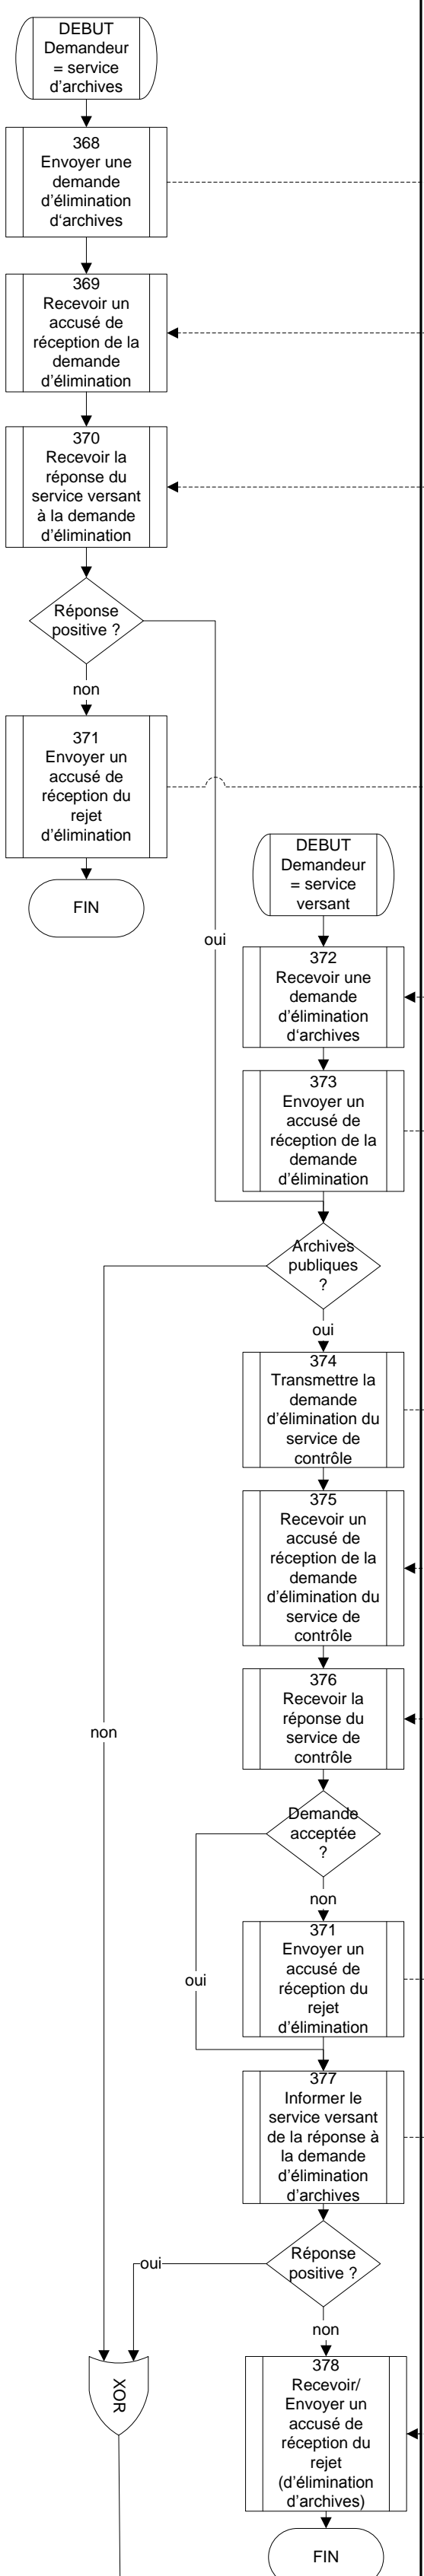 DEBUT
Demandeur
= service
d’archives
368
Envoyer une
demande
d’élimination
d‘archives
369
Recevoir un
accusé de
réception de la
demande
d’élimination
370
Recevoir la
réponse du
service versant
à la demande
d’élimination
Réponse
positive ?
non
371
Envoyer un
accusé de
réception du
rejet
d’élimination
FIN
oui
DEBUT
Demandeur
= service
versant
372
Recevoir une
demande
d’élimination
d‘archives
373
Envoyer un
accusé de
réception de la
demande
d’élimination
Archives
publiques
?
oui
374
Transmettre la
demande
d’élimination du
service de
contrôle
375
Recevoir un
accusé de
réception de la
demande
d’élimination du
service de
contrôle
376
Recevoir la
réponse du
service de
contrôle
non
Demande
acceptée
?
non
371
Envoyer un
accusé de
réception du
rejet
d’élimination
oui
377
Informer le
service versant
de la réponse à
la demande
d’élimination
d’archives
Réponse
positive ?
oui
non
XOR
378
Recevoir/
Envoyer un
accusé de
réception du
rejet
(d’élimination
d’archives)
FIN